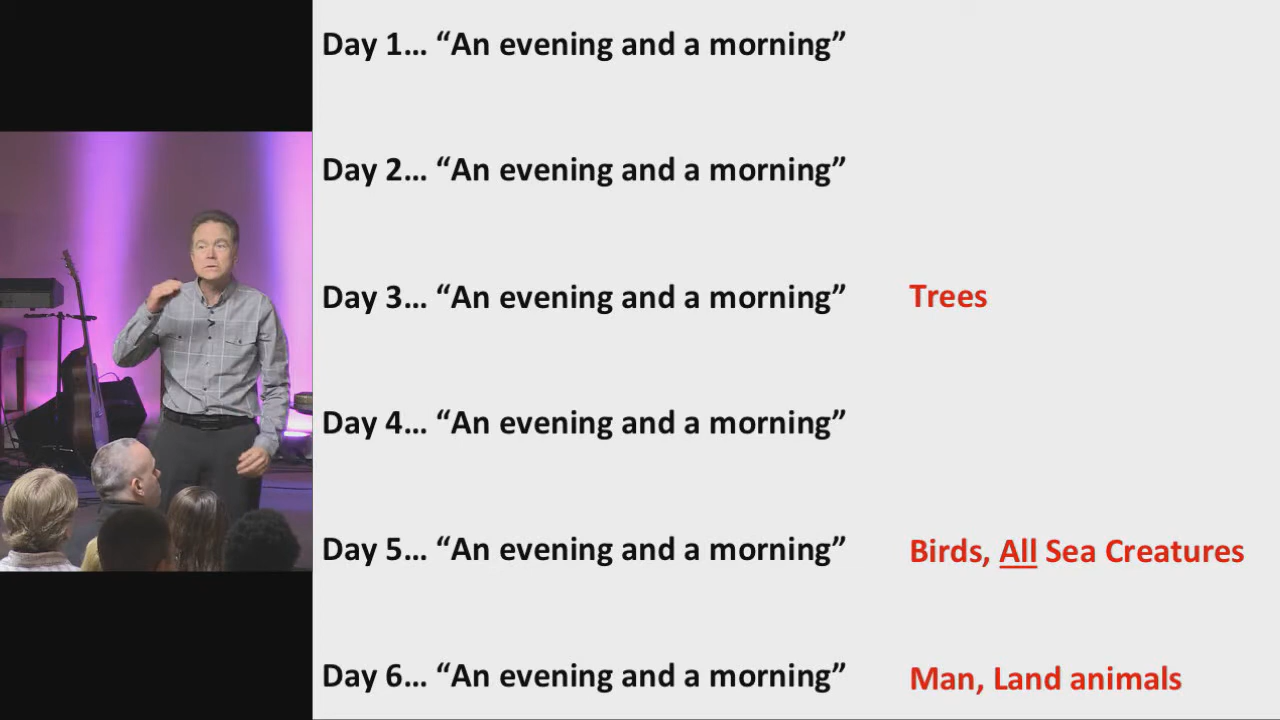 Day 1... “An evening and a morning”
Day 2... “An evening and a morning”
Day 3... “An evening and a morning” Trees
Day 4... “An evening and a morning”
Day 5... “An evening and a morning” Birds, All Sea Creatures
Day 6... “An evening and a morning” Man, Land animals